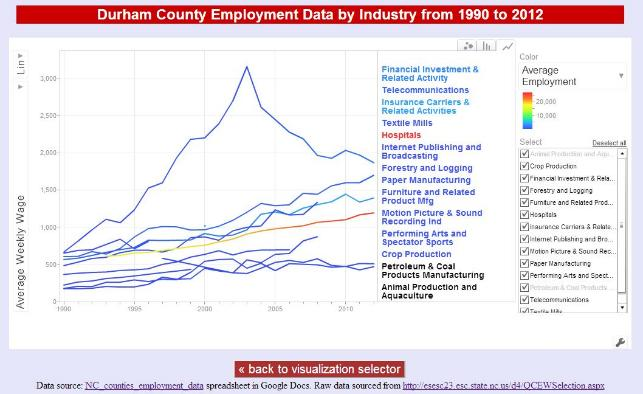 Durham County Employment Data by Industry from 1990 to 2012
Lin
Average Weekly Wage
3,000
2,500
2,000
1,500
1,000
500
0
1990
1995
2000
2005
2010
Financial Investment &
Related Activity
Telecommunications
Insurance Carriers &
Related Activities
Textile Mills
Hospitals
Internet Publishing and
Broadcasting
Forestry and Logging
Paper Manufacturing
Furniture and Related
Product Mfg
Motion Picture & Sound
Recording Ind
Performing Arts and
Spectator Sports
Crop Production
Petroleum & Coal
Products Manufacturing
Animal Production and
Aquaculture
Color
Average
Employment
20,000
10,000
Select
Deselect all
Animal Production and Aqu...
Crop Production
Financial Investment & Rela...
Forestry and Logging
Furniture and Related Prod...
Hospitals
Insurance Carriers & Relate...
Internet Publishing and Bro...
Motion Picture & Sound Rec...
Paper Manufacturing
Performing Arts and Spect...
Petroleum & Coal Products ...
Telecommunications
Textile Mills
« back to visualization selector
Data source: NC_counties_employment_data spreadsheet in Google Docs. Raw data sourced from http://esesc23.esc.state.nc.us/d4/QCEWSelection.aspx